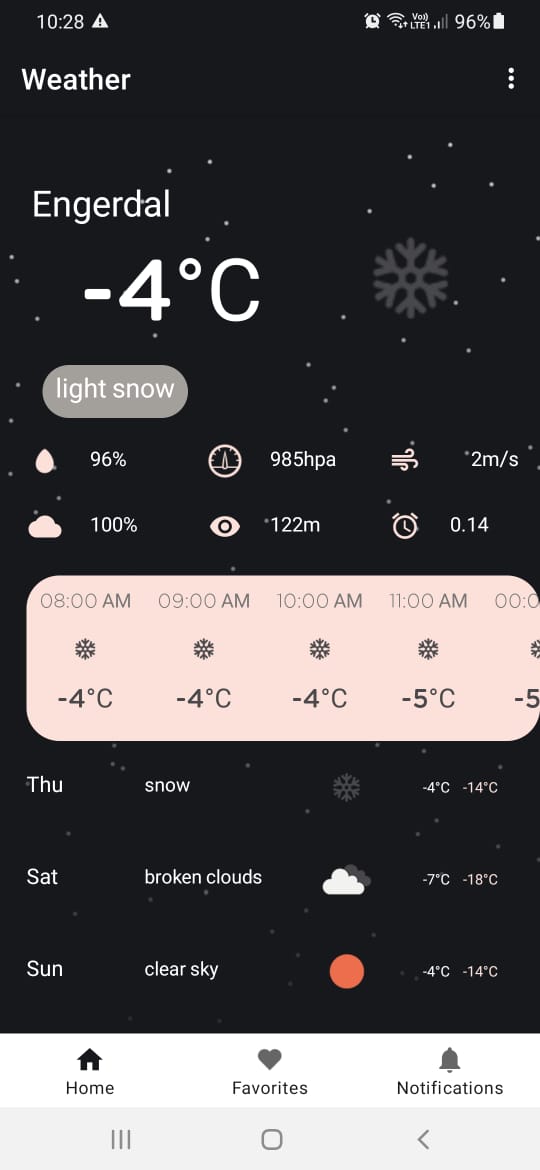 10:28 Vo)) LTE1 96%
Weather
Engerdal
-4°C
light snow
96% 985hpa 2m/s
100% 122m 0.14
08:00 AM 09:00 AM 10:00 AM 11:00 AM 00:0
-4°C -4°C -4°C -5°C -5
Thu snow -4°C -14°C
Sat broken clouds -7°C -18°C
Sun clear sky -4°C -14°C
Home Favorites Notifications